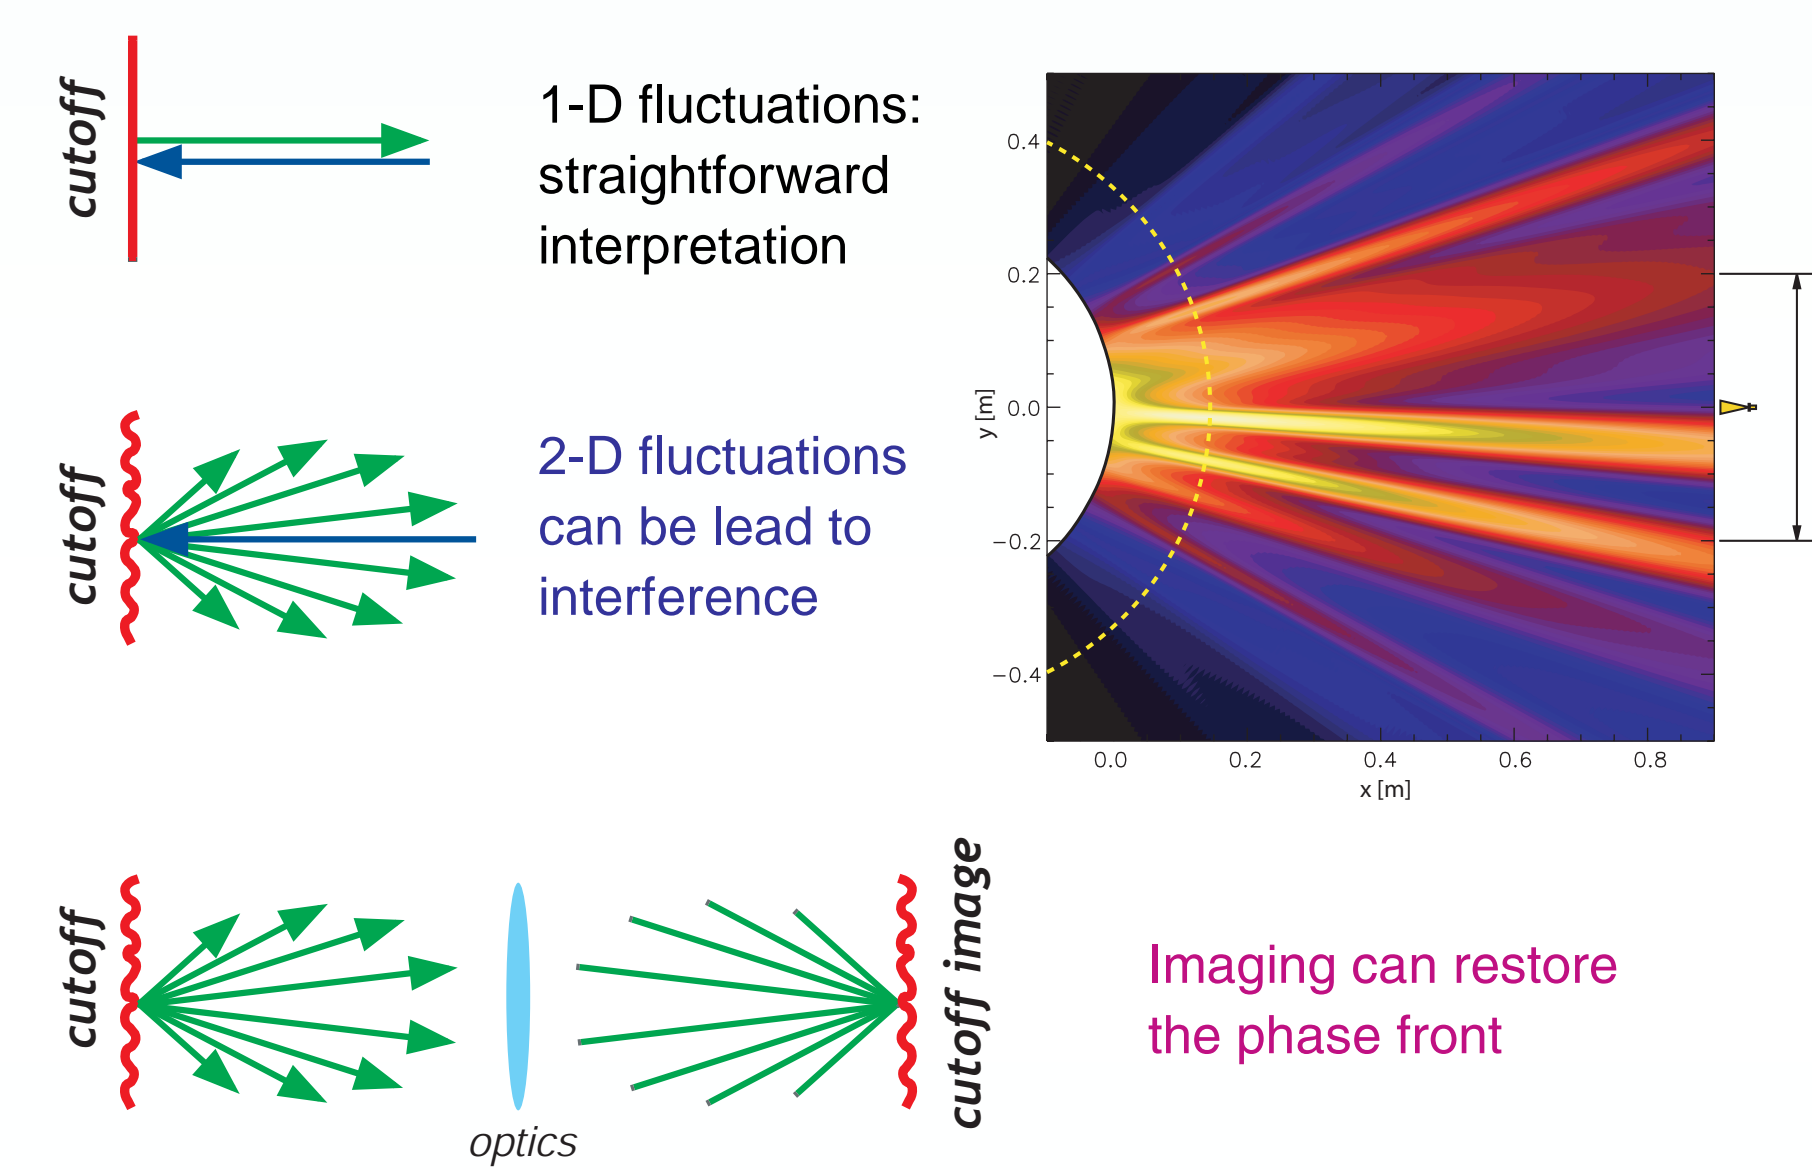 cutoff
1-D fluctuations:
straightforward
interpretation
cutoff
2-D fluctuations
can be lead to
interference
0.4
0.2
0.0
−0.2
−0.4
y [m]
0.0
0.2
0.4
0.6
0.8
x [m]
cutoff
optics
cutoff image
Imaging can restore
the phase front